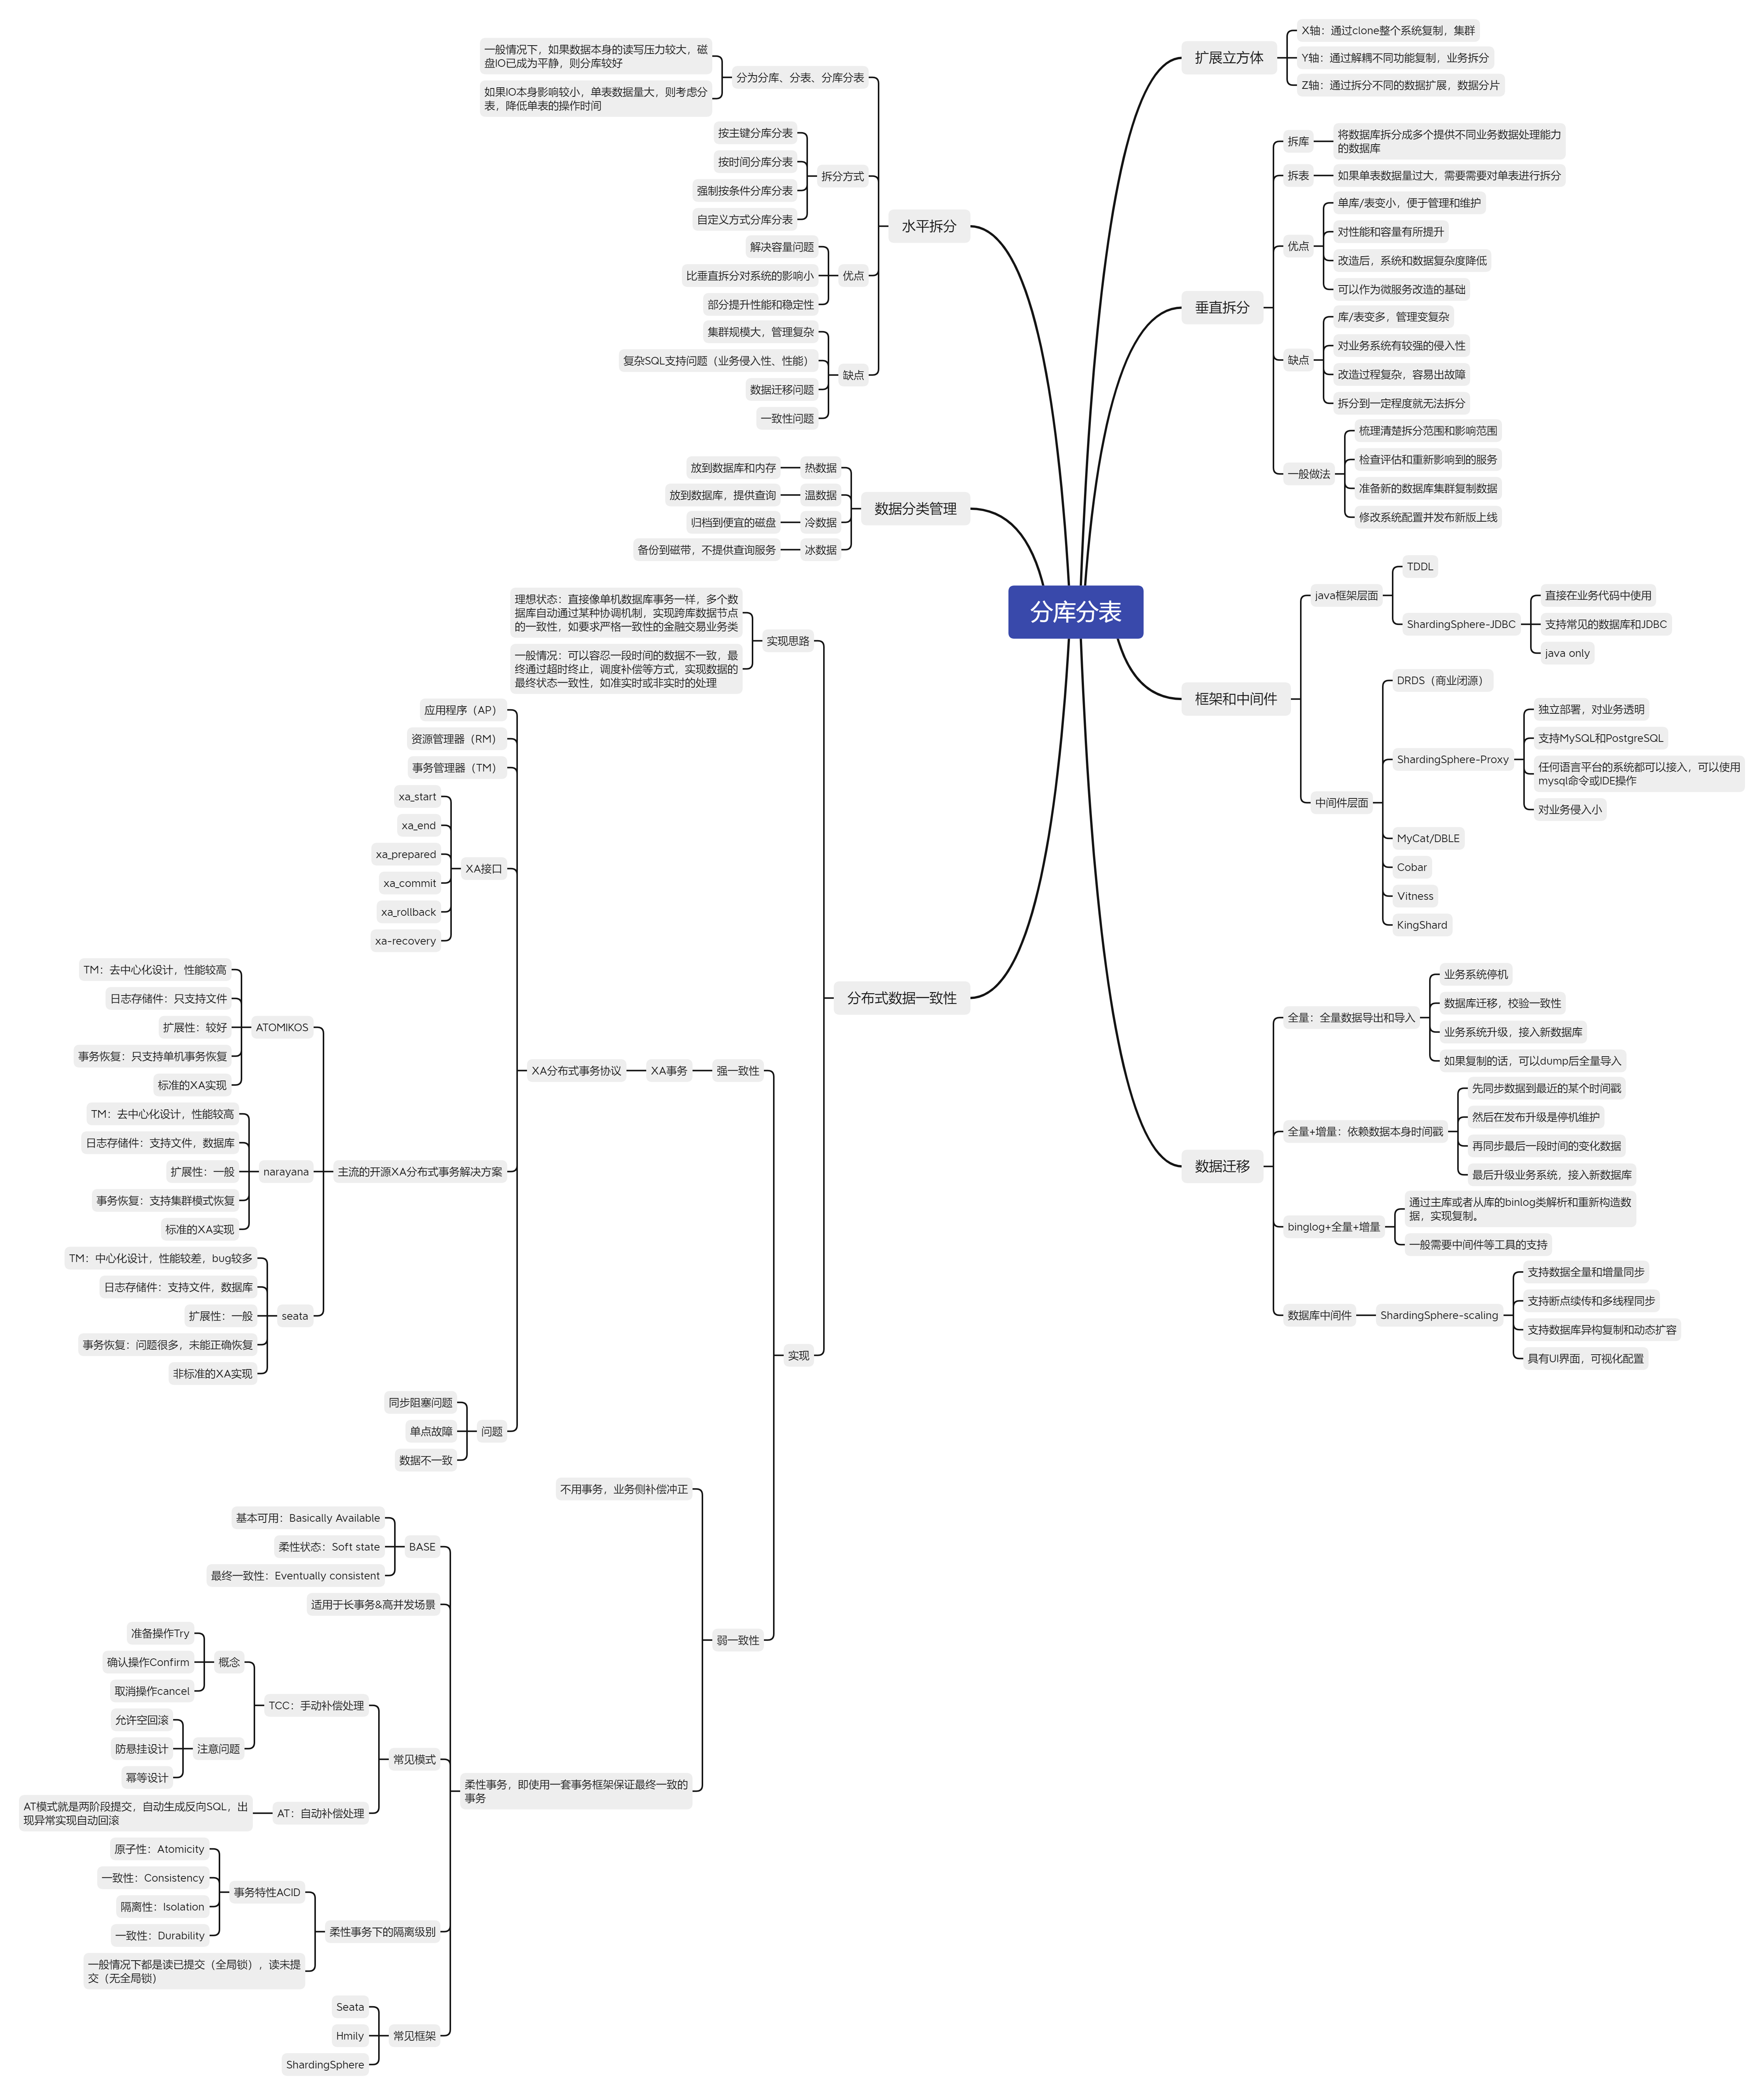 分库分表
扩展立方体
X轴：通过clone整个系统复制，集群
Y轴：通过解耦不同功能复制，业务拆分
Z轴：通过拆分不同的数据扩展，数据分片
垂直拆分
拆库
将数据库拆分成多个提供不同业务数据处理能力
的数据库
拆表
如果单表数据量过大，需要需要对单表进行拆分
优点
单库/表变小，便于管理和维护
对性能和容量有所提升
改造后，系统和数据复杂度降低
可以作为微服务改造的基础
缺点
库/表变多，管理变复杂
对业务系统有较强的侵入性
改造过程复杂，容易出故障
拆分到一定程度就无法拆分
一般做法
梳理清楚拆分范围和影响范围
检查评估和重新影响到的服务
准备新的数据库集群复制数据
修改系统配置并发布新版上线
框架和中间件
java框架层面
TDDL
ShardingSphere-JDBC
直接在业务代码中使用
支持常见的数据库和JDBC
java only
中间件层面
DRDS（商业闭源）
ShardingSphere-Proxy
独立部署，对业务透明
支持MySQL和PostgreSQL
任何语言平台的系统都可以接入，可以使用
mysql命令或IDE操作
对业务侵入小
MyCat/DBLE
Cobar
Vitness
KingShard
数据迁移
全量：全量数据导出和导入
业务系统停机
数据库迁移，校验一致性
业务系统升级，接入新数据库
如果复制的话，可以dump后全量导入
全量+增量：依赖数据本身时间戳
先同步数据到最近的某个时间戳
然后在发布升级是停机维护
再同步最后一段时间的变化数据
最后升级业务系统，接入新数据库
binglog+全量+增量
通过主库或者从库的binlog类解析和重新构造数
据，实现复制。
一般需要中间件等工具的支持
数据库中间件
ShardingSphere-scaling
支持数据全量和增量同步
支持断点续传和多线程同步
支持数据库异构复制和动态扩容
具有UI界面，可视化配置
水平拆分
分为分库、分表、分库分表
一般情况下，如果数据本身的读写压力较大，磁
盘IO已成为平静，则分库较好
如果IO本身影响较小，单表数据量大，则考虑分
表，降低单表的操作时间
拆分方式
按主键分库分表
按时间分库分表
强制按条件分库分表
自定义方式分库分表
优点
解决容量问题
比垂直拆分对系统的影响小
部分提升性能和稳定性
缺点
集群规模大，管理复杂
复杂SQL支持问题（业务侵入性、性能）
数据迁移问题
一致性问题
数据分类管理
热数据
放到数据库和内存
温数据
放到数据库，提供查询
冷数据
归档到便宜的磁盘
冰数据
备份到磁带，不提供查询服务
分布式数据一致性
实现思路
理想状态：直接像单机数据库事务一样，多个数
据库自动通过某种协调机制，实现跨库数据节点
的一致性，如要求严格一致性的金融交易业务类
一般情况：可以容忍一段时间的数据不一致，最
终通过超时终止，调度补偿等方式，实现数据的
最终状态一致性，如准实时或非实时的处理
实现
强一致性
XA事务
XA分布式事务协议
应用程序（AP）
资源管理器（RM）
事务管理器（TM）
XA接口
xa_start
xa_end
xa_prepared
xa_commit
xa_rollback
xa-recovery
主流的开源XA分布式事务解决方案
ATOMIKOS
TM：去中心化设计，性能较高
日志存储件：只支持文件
扩展性：较好
事务恢复：只支持单机事务恢复
标准的XA实现
narayana
TM：去中心化设计，性能较高
日志存储件：支持文件，数据库
扩展性：一般
事务恢复：支持集群模式恢复
标准的XA实现
seata
TM：中心化设计，性能较差，bug较多
日志存储件：支持文件，数据库
扩展性：一般
事务恢复：问题很多，未能正确恢复
非标准的XA实现
问题
同步阻塞问题
单点故障
数据不一致
弱一致性
不用事务，业务侧补偿冲正
柔性事务，即使用一套事务框架保证最终一致的
事务
BASE
基本可用：Basically Available
柔性状态：Soft state
最终一致性：Eventually consistent
适用于长事务&高并发场景
常见模式
TCC：手动补偿处理
概念
准备操作Try
确认操作Confirm
取消操作cancel
注意问题
允许空回滚
防悬挂设计
幂等设计
AT：自动补偿处理
AT模式就是两阶段提交，自动生成反向SQL，出
现异常实现自动回滚
柔性事务下的隔离级别
事务特性ACID
原子性：Atomicity
一致性：Consistency
隔离性：Isolation
一致性：Durability
一般情况下都是读已提交（全局锁），读未提
交（无全局锁）
常见框架
Seata
Hmily
ShardingSphere